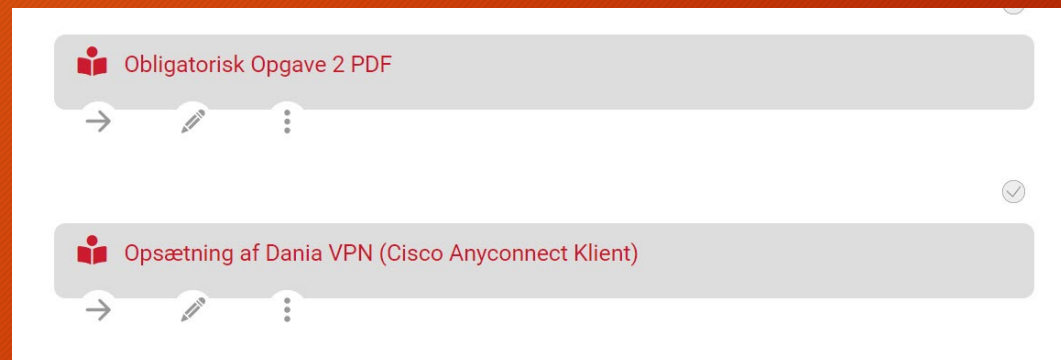 Obligatorisk Opgave 2 PDF
Opsætning af Dania VPN (Cisco Anyconnect Klient)